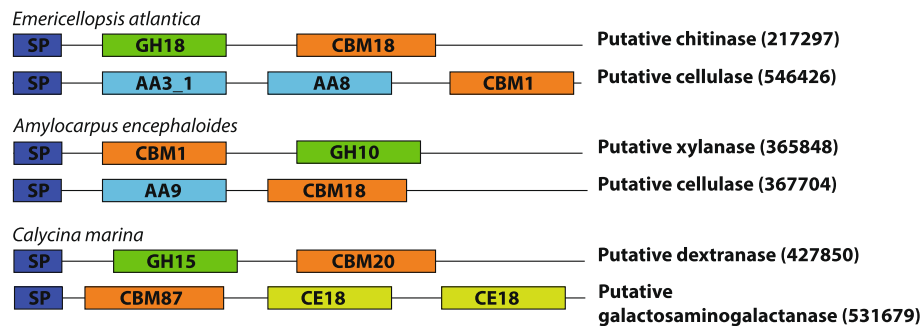 Emericellopsis atlantica
SP GH18 CBM18 Putative chitinase (217297)
SP AA3_1 AA8 CBM1 Putative cellulase (546426)
Amylocarpus encephaloides
SP CBM1 GH10 Putative xylanase (365848)
SP AA9 CBM18 Putative cellulase (367704)
Calycina marina
SP GH15 CBM20 Putative dextranase (427850)
SP CBM87 CE18 CE18 Putative
galactosaminogalactanase (531679)